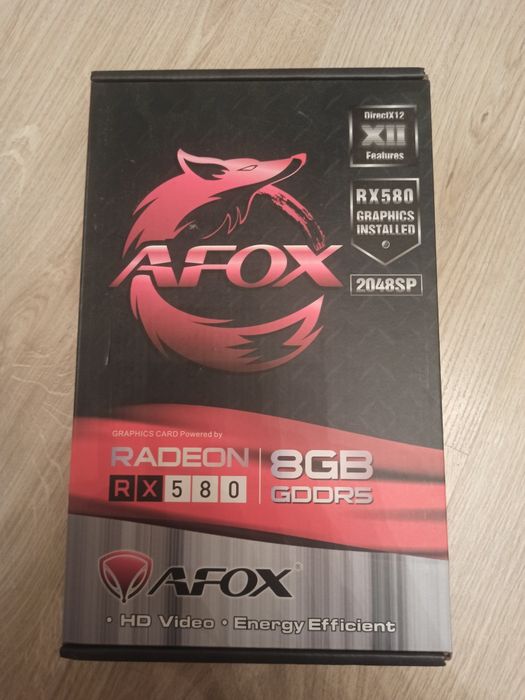 DirectX12
XII
Features
RX580
GRAPHICS
INSTALLED
2048SP
AFOX
GRAPHICS CARD Powered by
RADEON
RX580
8GB
GDDR5
AFOX®
• HD Video • Energy Efficient